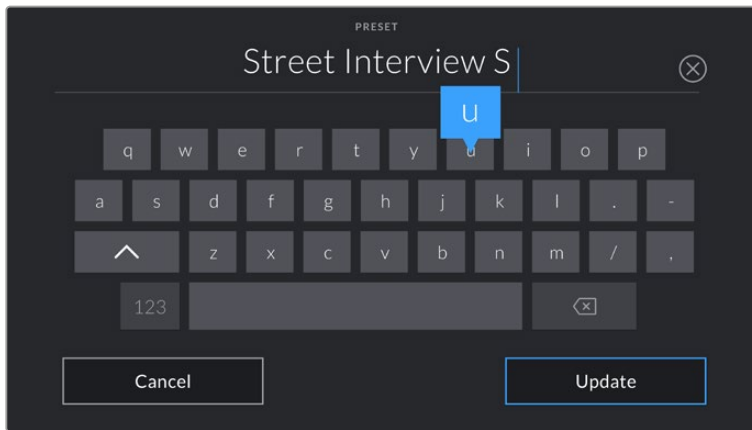 PRESET
Street Interview S
u
q w e r t y u i o p
a s d f g h j k l . -
z x c v b n m / ,
123
Cancel Update